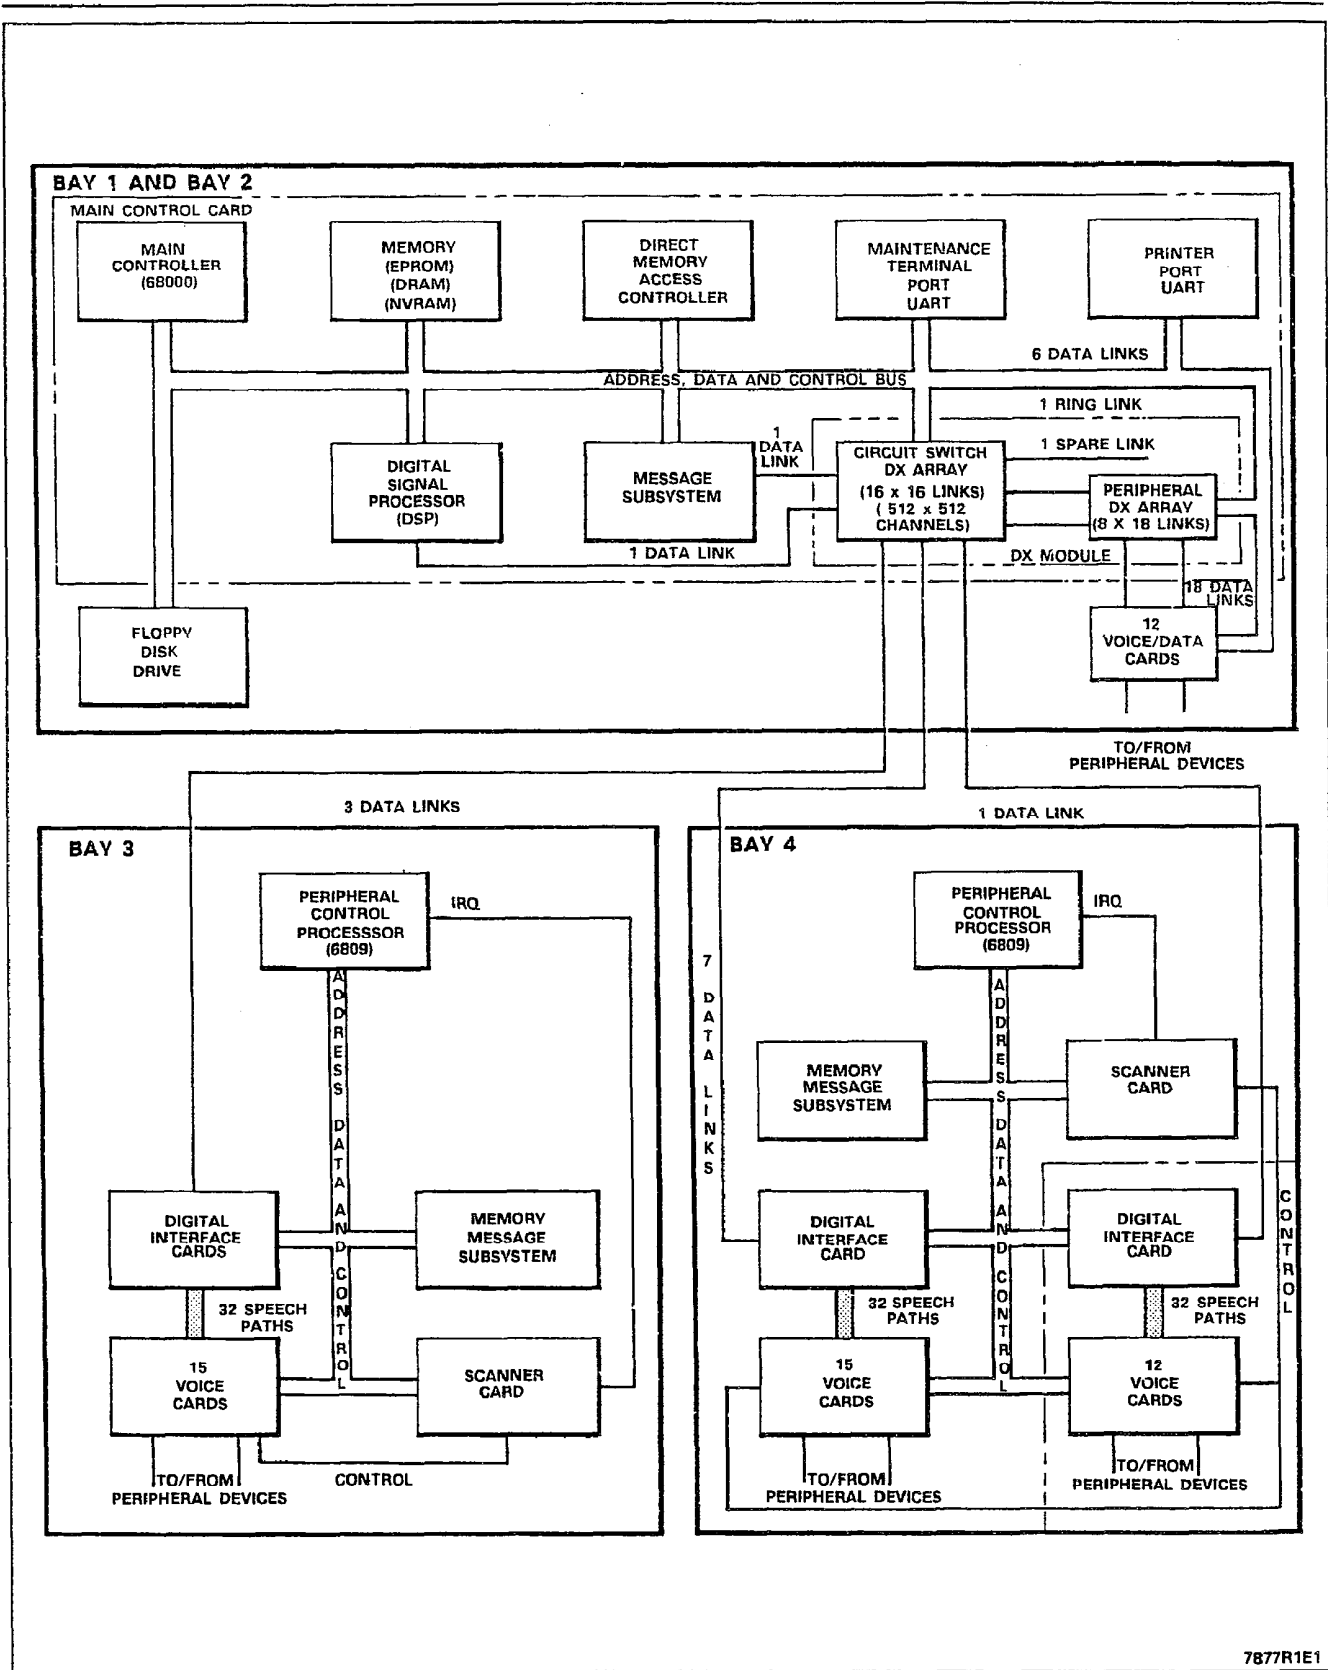 BAY 1 AND BAY 2
MAIN CONTROL CARD
MAIN
CONTROLLER
(68000)
MEMORY
(EPROM)
(DRAM)
(NVRAM)
DIRECT
MEMORY
ACCESS
CONTROLLER
MAINTENANCE
TERMINAL
PORT
UART
PRINTER
PORT
UART
6 DATA LINKS
ADDRESS, DATA AND CONTROL BUS
1 RING LINK
1
DATA
LINK
1 SPARE LINK
DIGITAL
SIGNAL
PROCESSOR
(DSP)
MESSAGE
SUBSYSTEM
CIRCUIT SWITCH
DX ARRAY
(16 x 16 LINKS)
( 512 x 512
CHANNELS)
PERIPHERAL
DX ARRAY
(8 X 18 LINKS)
1 DATA LINK
DX MODULE
18 DATA
LINKS
FLOPPY
DISK
DRIVE
12
VOICE/DATA
CARDS
TO/FROM
PERIPHERAL DEVICES
3 DATA LINKS
1 DATA LINK
BAY 3
PERIPHERAL
CONTROL
PROCESSSOR
(6809)
IRQ
ADDRESS DATA AND CONTROL
DIGITAL
INTERFACE
CARDS
MEMORY
MESSAGE
SUBSYSTEM
32 SPEECH
PATHS
15
VOICE
CARDS
SCANNER
CARD
TO/FROM
PERIPHERAL DEVICES
CONTROL
BAY 4
PERIPHERAL
CONTROL
PROCESSOR
(6809)
IRQ
7 DATA LINKS
ADDRESS DATA AND CONTROL
MEMORY
MESSAGE
SUBSYSTEM
SCANNER
CARD
CONTROL
DIGITAL
INTERFACE
CARD
DIGITAL
INTERFACE
CARD
32 SPEECH
PATHS
32 SPEECH
PATHS
15
VOICE
CARDS
12
VOICE
CARDS
TO/FROM
PERIPHERAL DEVICES
TO/FROM
PERIPHERAL DEVICES
7877R1E1